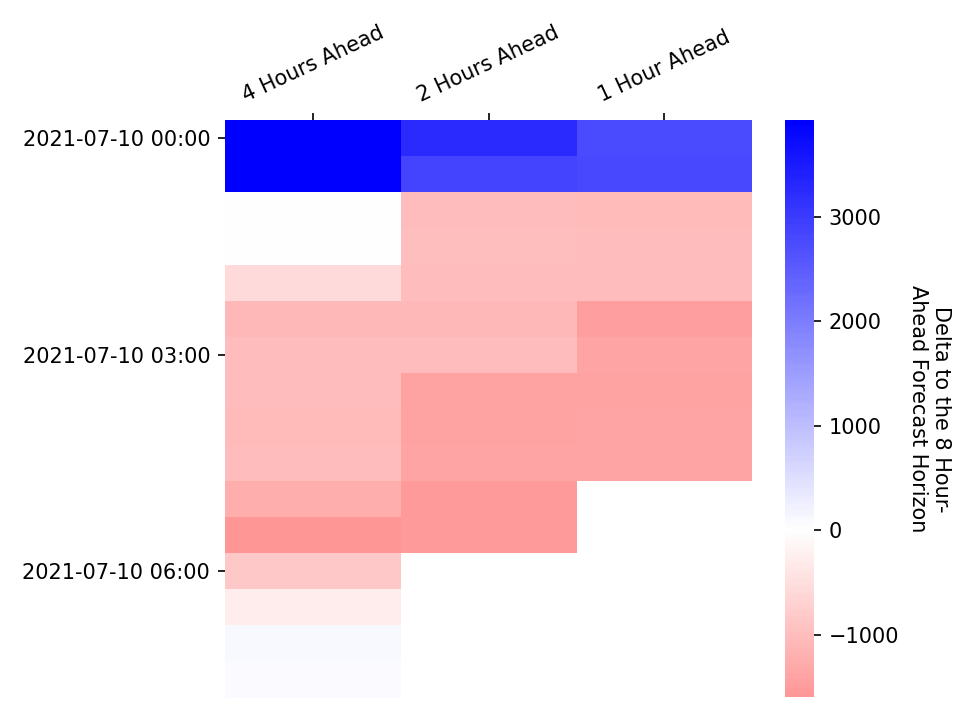 4 Hours Ahead
2 Hours Ahead
1 Hour Ahead
2021-07-10 00:00
2021-07-10 03:00
2021-07-10 06:00
3000
2000
1000
0
−1000
Delta to the 8 Hour-
Ahead Forecast Horizon